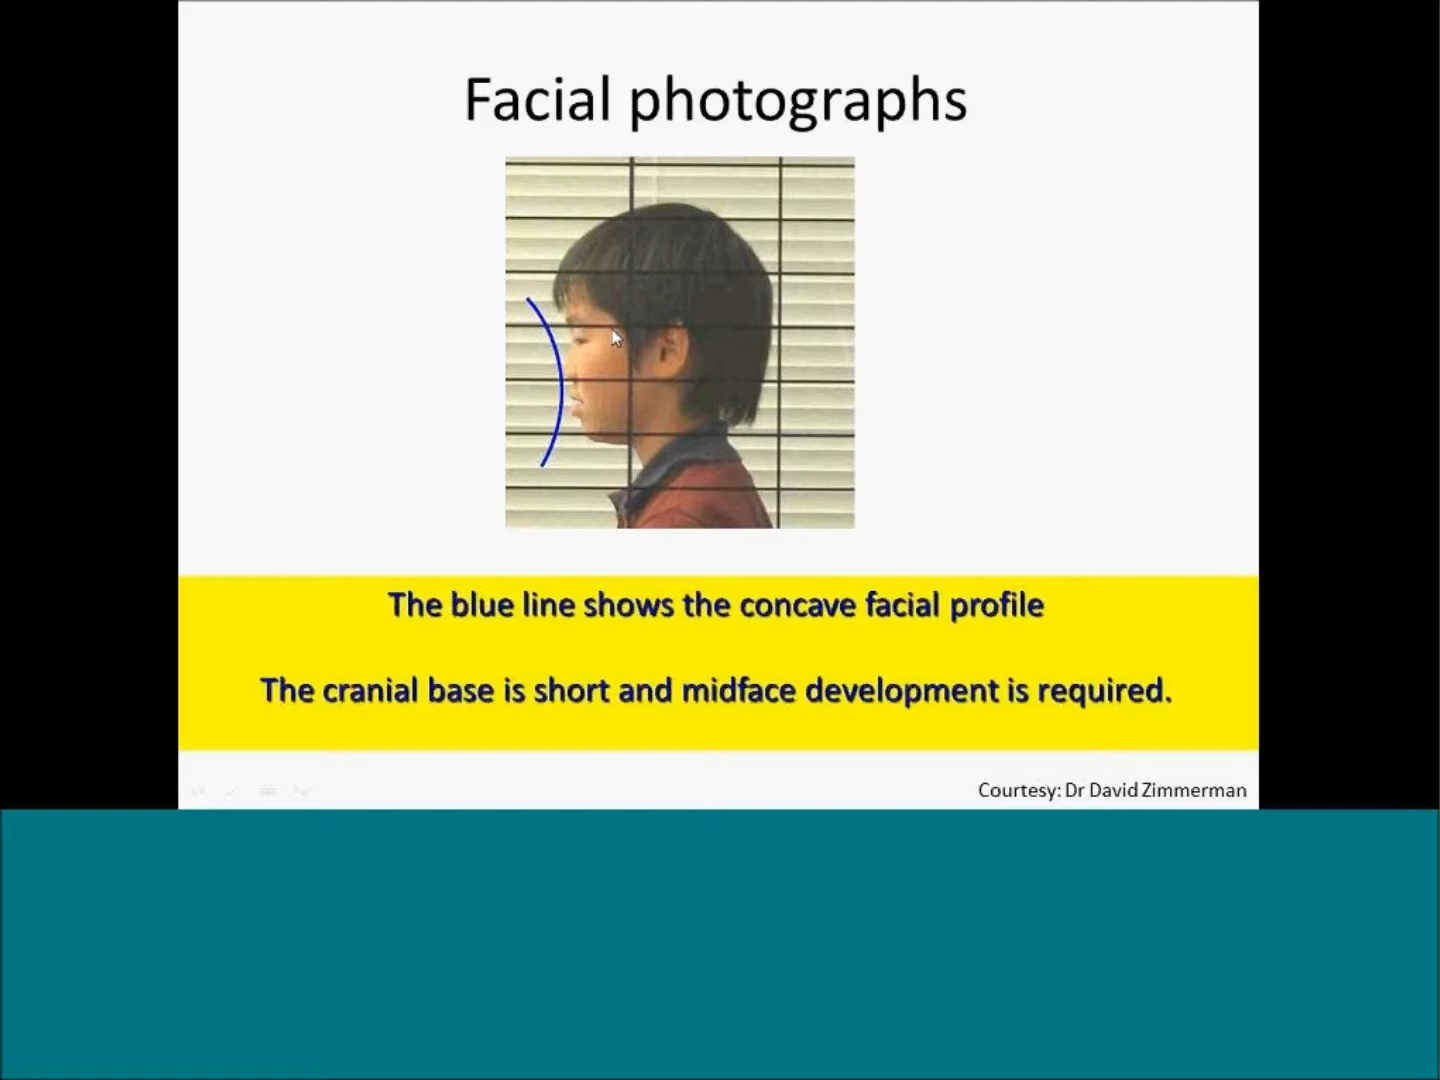 Facial photographs
The blue line shows the concave facial profile
The cranial base is short and midface development is required.
Courtesy: Dr David Zimmerman